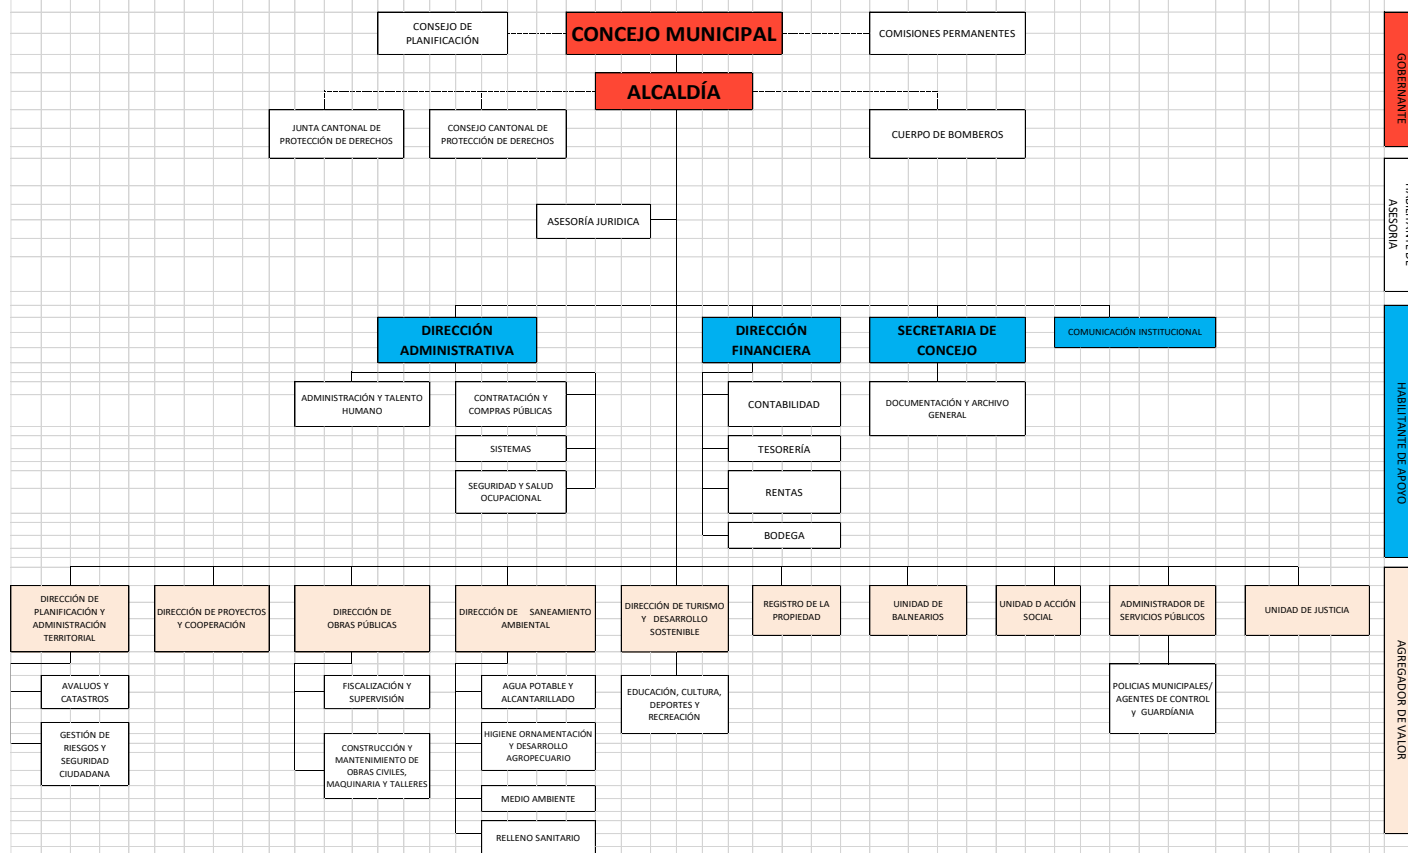 CONSEJO DE
PLANIFICACIÓN
CONCEJO MUNICIPAL
COMISIONES PERMANENTES
GOBERNANTE
ALCALDÍA
JUNTA CANTONAL DE
PROTECCIÓN DE DERECHOS
CONSEJO CANTONAL DE
PROTECCIÓN DE DERECHOS
CUERPO DE BOMBEROS
ASESORÍA JURIDICA
ASESORIA
DIRECCIÓN
ADMINISTRATIVA
DIRECCIÓN
FINANCIERA
SECRETARIA DE
CONCEJO
COMUNICACIÓN INSTITUCIONAL
HABILITANTE DE APOYO
ADMINISTRACIÓN Y TALENTO
HUMANO
CONTRATACIÓN Y
COMPRAS PÚBLICAS
SISTEMAS
SEGURIDAD Y SALUD
OCUPACIONAL
CONTABILIDAD
TESORERÍA
RENTAS
BODEGA
DOCUMENTACIÓN Y ARCHIVO
GENERAL
DIRECCIÓN DE
PLANIFICACIÓN Y
ADMINISTRACIÓN
TERRITORIAL
DIRECCIÓN DE PROYECTOS
Y COOPERACIÓN
DIRECCIÓN DE
OBRAS PÚBLICAS
DIRECCIÓN DE SANEAMIENTO
AMBIENTAL
DIRECCIÓN DE TURISMO
Y DESARROLLO
SOSTENIBLE
REGISTRO DE LA
PROPIEDAD
UINIDAD DE
BALNEARIOS
UNIDAD D ACCIÓN
SOCIAL
ADMINISTRADOR DE
SERVICIOS PÚBLICOS
UNIDAD DE JUSTICIA
AGREGADOR DE VALOR
AVALUOS Y
CATASTROS
GESTIÓN DE
RIESGOS Y
SEGURIDAD
CIUDADANA
FISCALIZACIÓN Y
SUPERVISIÓN
CONSTRUCCIÓN Y
MANTENIMIENTO DE
OBRAS CIVILES,
MAQUINARIA Y TALLERES
AGUA POTABLE Y
ALCANTARILLADO
HIGIENE ORNAMENTACIÓN
Y DESARROLLO
AGROPECUARIO
MEDIO AMBIENTE
RELLENO SANITARIO
EDUCACIÓN, CULTURA,
DEPORTES Y
RECREACIÓN
POLICIAS MUNICIPALES/
AGENTES DE CONTROL
y GUARDÍANIA